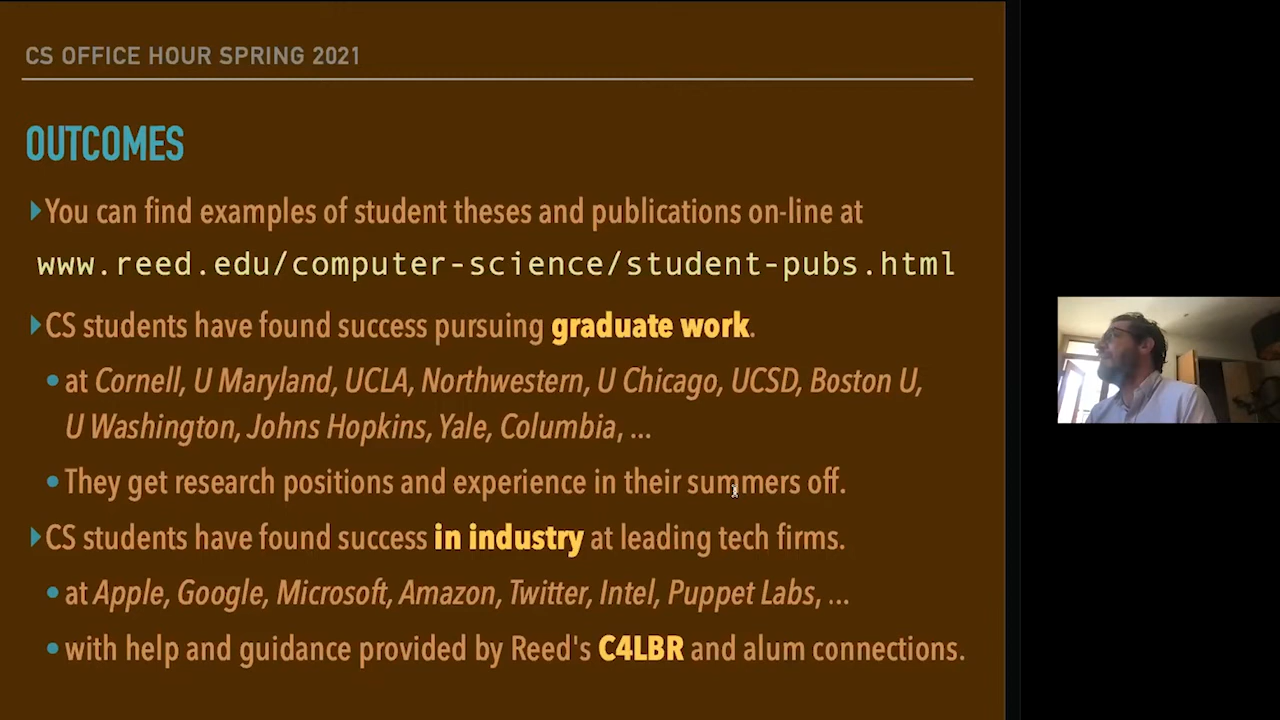 CS OFFICE HOUR SPRING 2021
OUTCOMES
You can find examples of student theses and publications on-line at
www.reed.edu/computer-science/student-pubs.html
CS students have found success pursuing graduate work.
at Cornell, U Maryland, UCLA, Northwestern, U Chicago, UCSD, Boston U,
U Washington, Johns Hopkins, Yale, Columbia, ...
They get research positions and experience in their summers off.
CS students have found success in industry at leading tech firms.
at Apple, Google, Microsoft, Amazon, Twitter, Intel, Puppet Labs, ...
with help and guidance provided by Reed's C4LBR and alum connections.